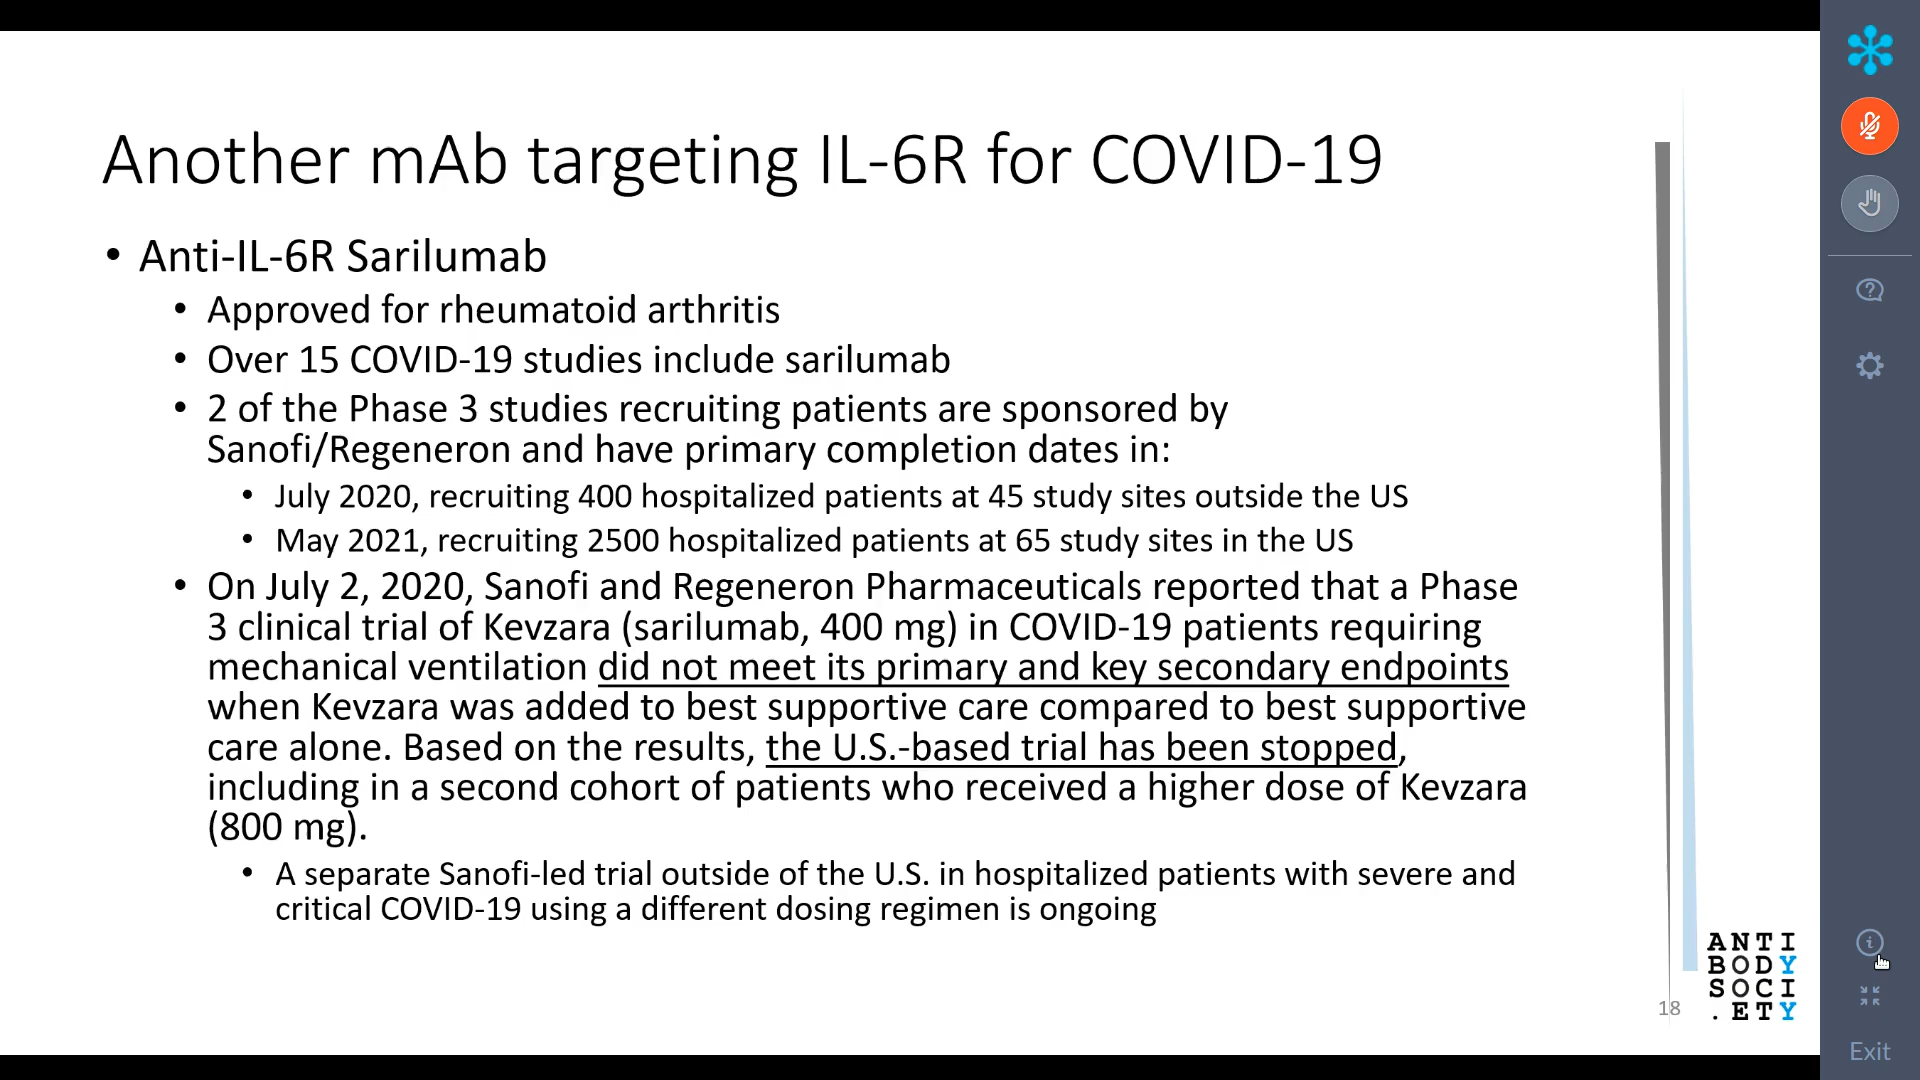 Another mAb targeting IL-6R for COVID-19
• Anti-IL-6R Sarilumab
• Approved for rheumatoid arthritis
• Over 15 COVID-19 studies include sarilumab
• 2 of the Phase 3 studies recruiting patients are sponsored by
Sanofi/Regeneron and have primary completion dates in:
• July 2020, recruiting 400 hospitalized patients at 45 study sites outside the US
• May 2021, recruiting 2500 hospitalized patients at 65 study sites in the US
• On July 2, 2020, Sanofi and Regeneron Pharmaceuticals reported that a Phase
3 clinical trial of Kevzara (sarilumab, 400 mg) in COVID-19 patients requiring
mechanical ventilation did not meet its primary and key secondary endpoints
when Kevzara was added to best supportive care compared to best supportive
care alone. Based on the results, the U.S.-based trial has been stopped,
including in a second cohort of patients who received a higher dose of Kevzara
(800 mg).
• A separate Sanofi-led trial outside of the U.S. in hospitalized patients with severe and
critical COVID-19 using a different dosing regimen is ongoing
18
ANTI
BODY
SOCI
.ETY
Exit